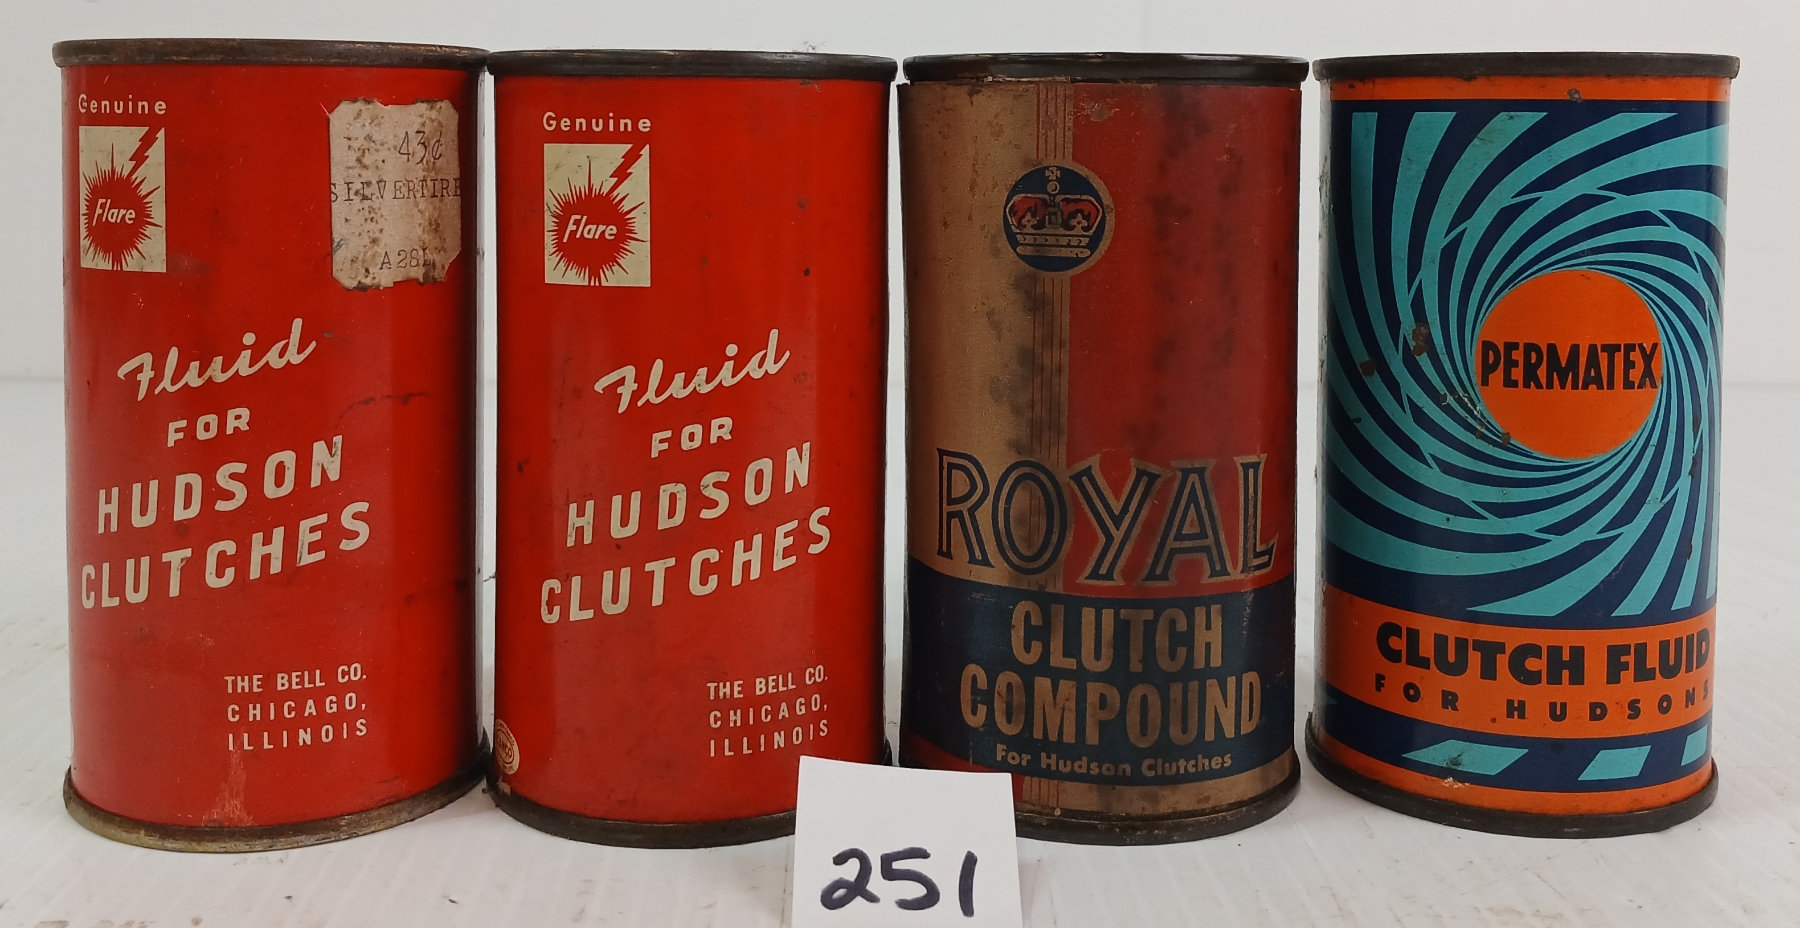 Genuine
Flare
43¢
SILVERTIRE
A28L
Fluid
FOR
HUDSON
CLUTCHES
THE BELL CO.
CHICAGO,
ILLINOIS
Genuine
Flare
Fluid
FOR
HUDSON
CLUTCHES
THE BELL CO.
CHICAGO,
ILLINOIS
ROYAL
CLUTCH
COMPOUND
For Hudson Clutches
PERMATEX
CLUTCH FLUID
FOR HUDSONS
251